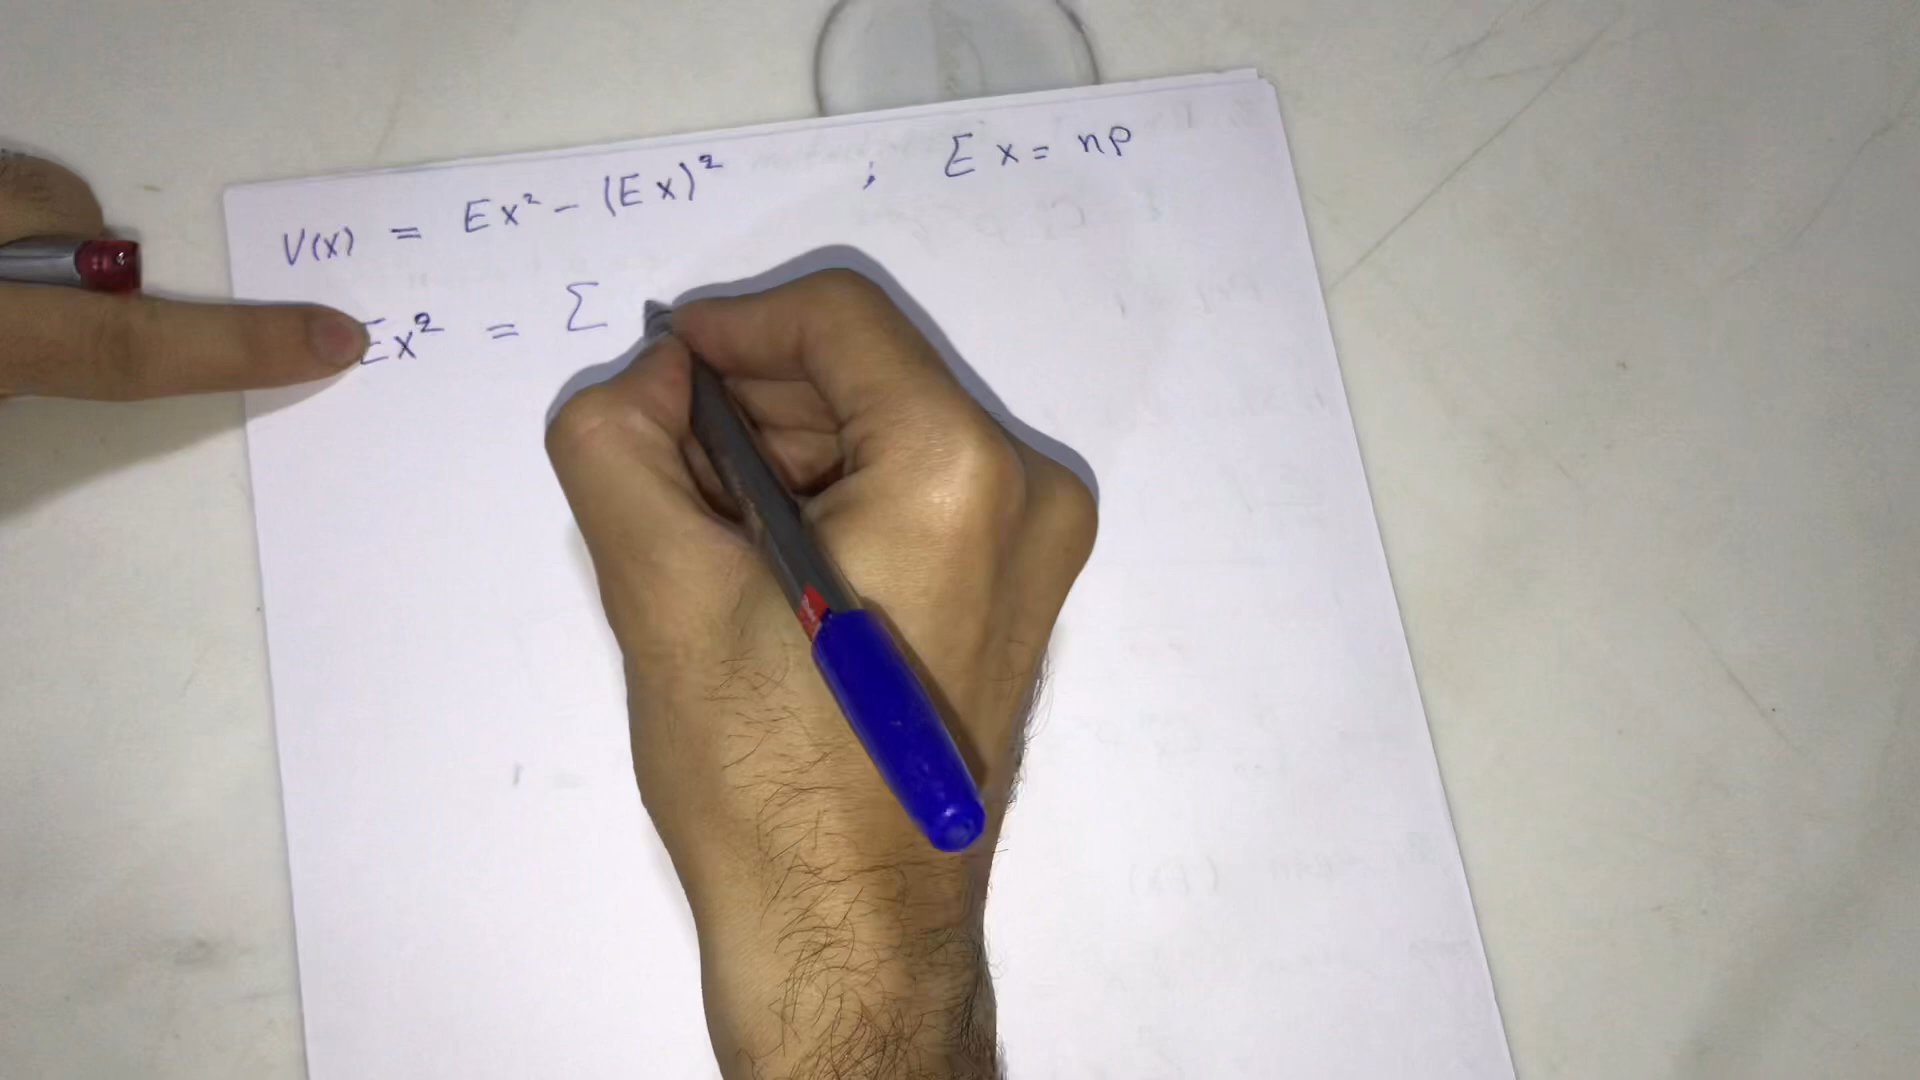 V(x) = Ex² - (Ex)² ; Ex = np
Ex² = Σ